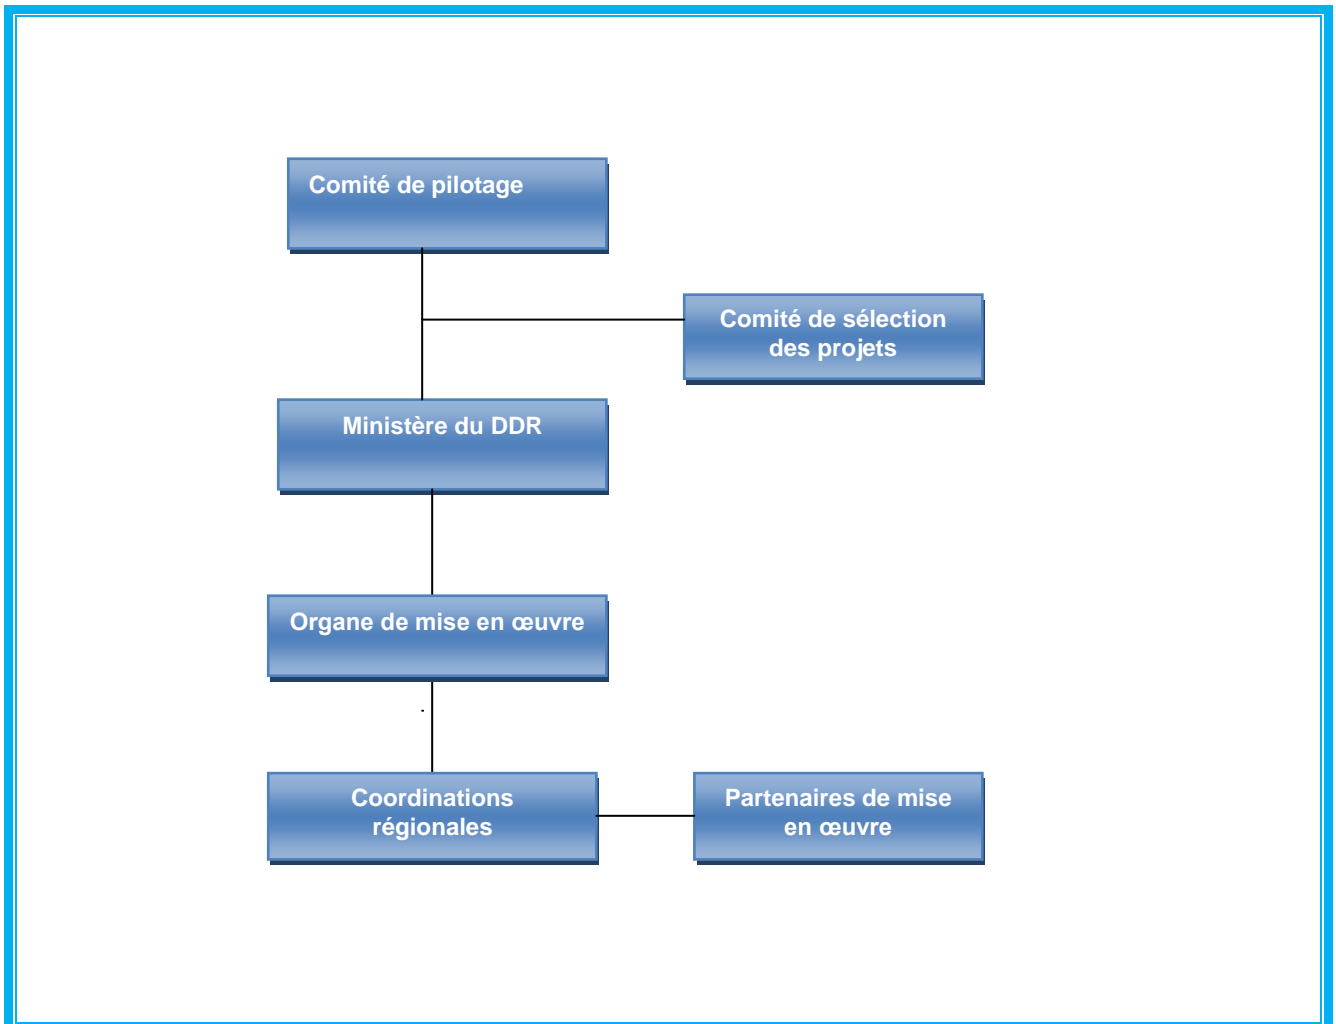 Comité de pilotage
Comité de sélection
des projets
Ministère du DDR
Organe de mise en œuvre
Coordinations
régionales
Partenaires de mise
en œuvre